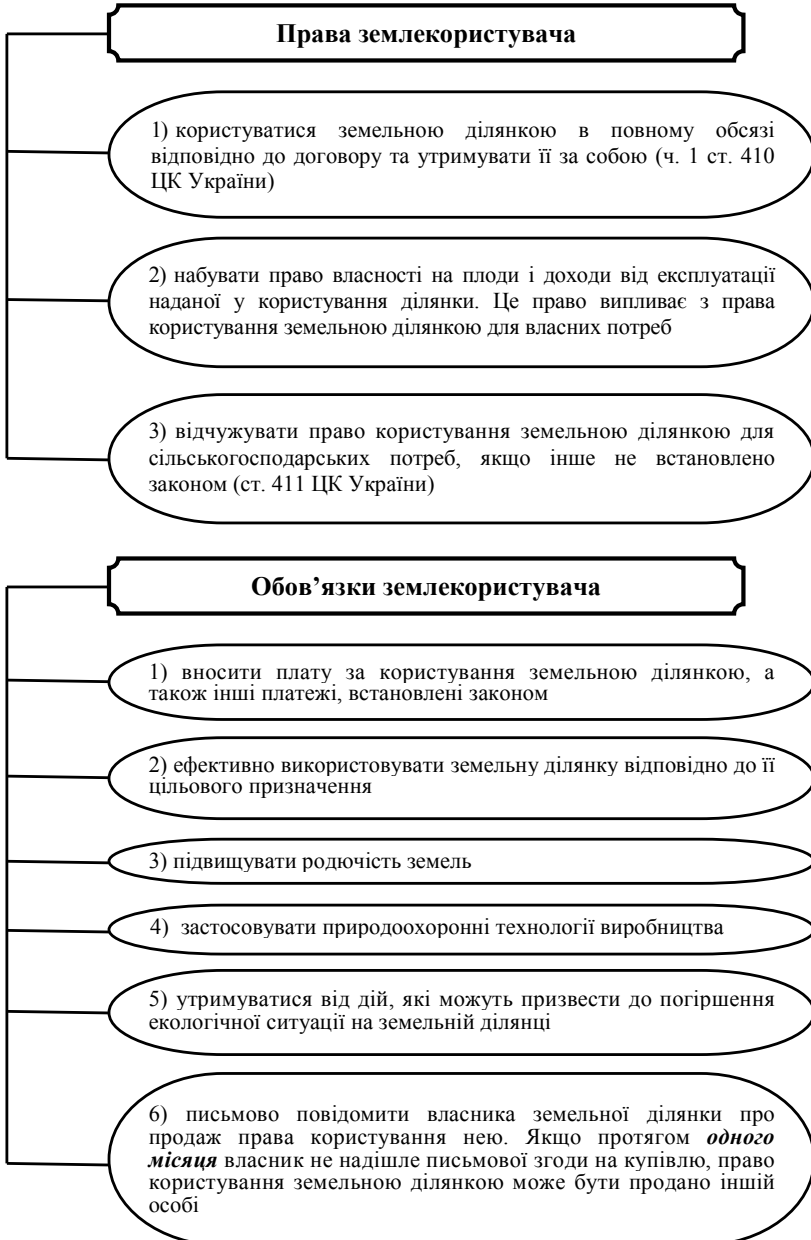 Права землекористувача
1) користуватися земельною ділянкою в повному обсязі
відповідно до договору та утримувати її за собою (ч. 1 ст. 410
ЦК України)
2) набувати право власності на плоди і доходи від експлуатації
наданої у користування ділянки. Це право випливає з права
користування земельною ділянкою для власних потреб
3) відчужувати право користування земельною ділянкою для
сільськогосподарських потреб, якщо інше не встановлено
законом (ст. 411 ЦК України)
Обов’язки землекористувача
1) вносити плату за користування земельною ділянкою, а
також інші платежі, встановлені законом
2) ефективно використовувати земельну ділянку відповідно до її
цільового призначення
3) підвищувати родючість земель
4) застосовувати природоохоронні технології виробництва
5) утримуватися від дій, які можуть призвести до погіршення
екологічної ситуації на земельній ділянці
6) письмово повідомити власника земельної ділянки про
продаж права користування нею. Якщо протягом одного
місяця власник не надішле письмової згоди на купівлю, право
користування земельною ділянкою може бути продано іншій
особі